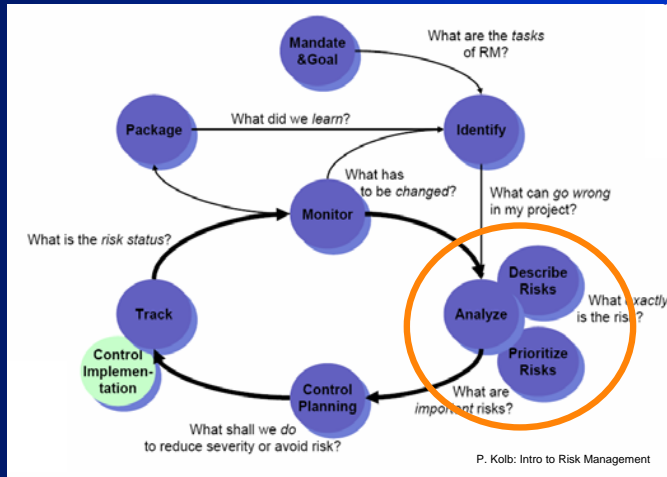 Mandate
&Goal
What are the tasks
of RM?
Package
What did we learn?
Identify
What has
to be changed?
What can go wrong
in my project?
Monitor
What is the risk status?
Describe
Risks
What exactly
is the risk?
Track
Analyze
Prioritize
Risks
Control
Implemen-
tation
Control
Planning
What are
important risks?
What shall we do
to reduce severity or avoid risk?
P. Kolb: Intro to Risk Management